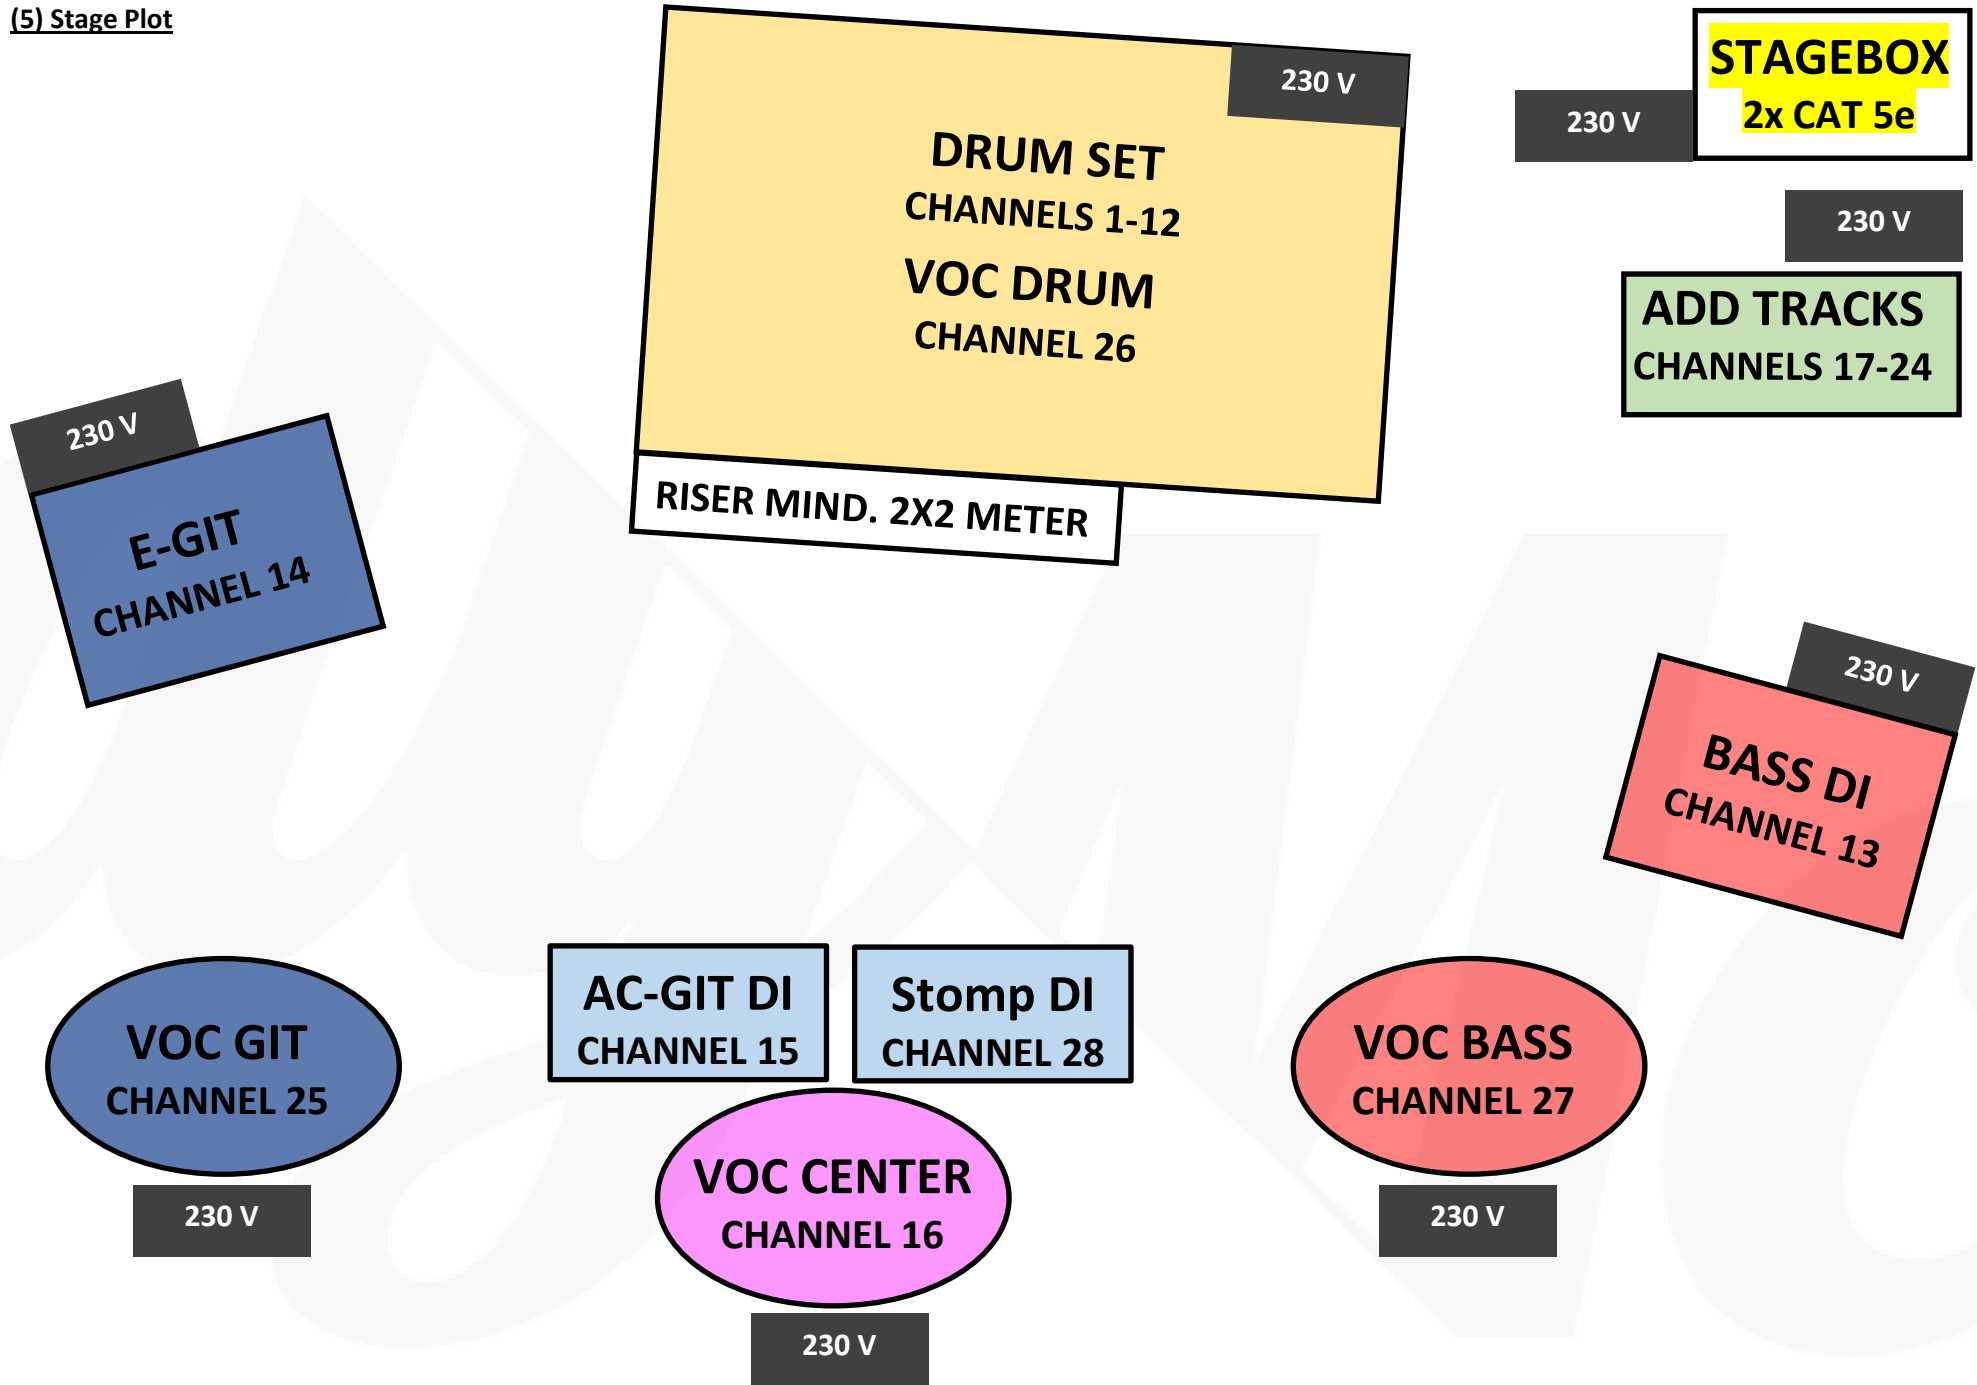 (5) Stage Plot
230 V
DRUM SET
CHANNELS 1-12
VOC DRUM
CHANNEL 26
RISER MIND. 2X2 METER
STAGEBOX
2x CAT 5e
230 V
230 V
ADD TRACKS
CHANNELS 17-24
230 V
E-GIT
CHANNEL 14
230 V
BASS DI
CHANNEL 13
VOC GIT
CHANNEL 25
230 V
AC-GIT DI
CHANNEL 15
Stomp DI
CHANNEL 28
VOC CENTER
CHANNEL 16
230 V
VOC BASS
CHANNEL 27
230 V